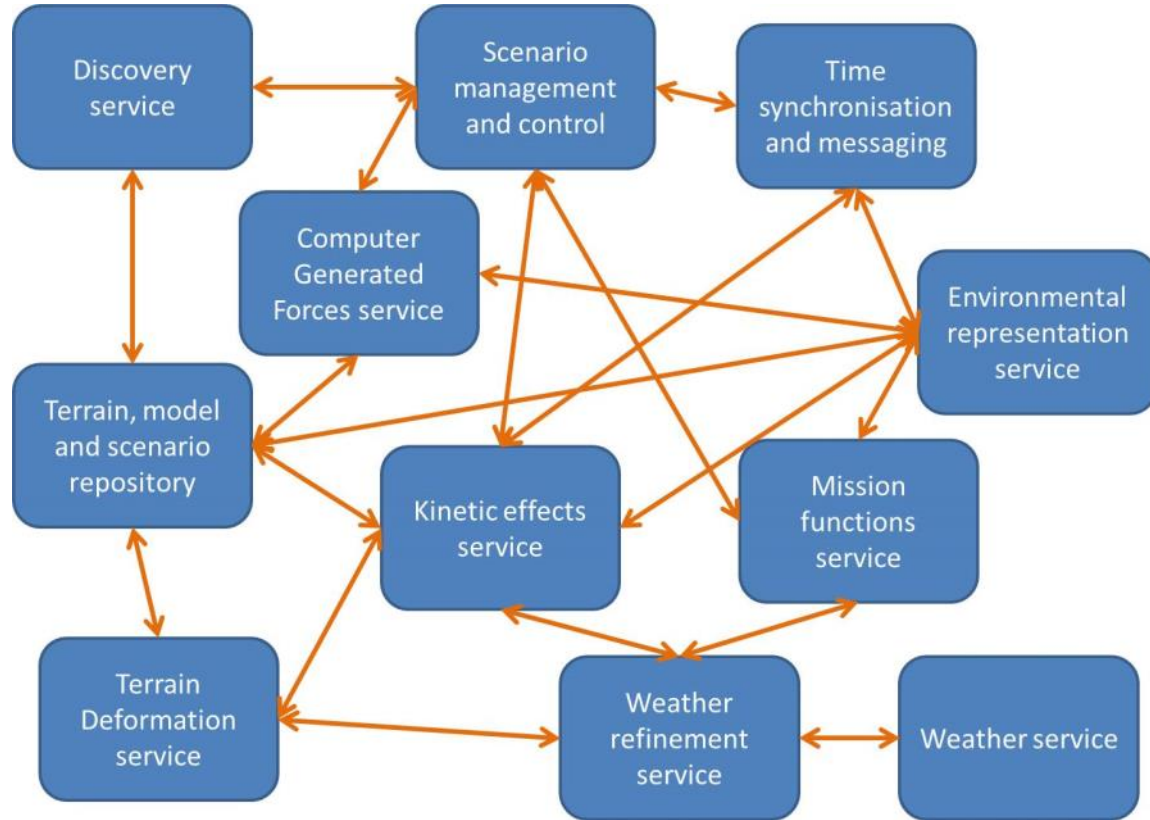 Discovery
service
Scenario
management
and control
Time
synchronisation
and messaging
Computer
Generated
Forces service
Environmental
representation
service
Terrain, model
and scenario
repository
Kinetic effects
service
Mission
functions
service
Terrain
Deformation
service
Weather
refinement
service
Weather service